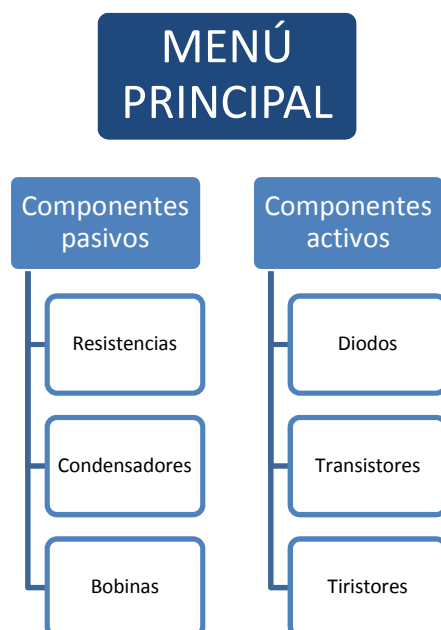 MENÚ
PRINCIPAL
Componentes
pasivos
Resistencias
Condensadores
Bobinas
Componentes
activos
Diodos
Transistores
Tiristores